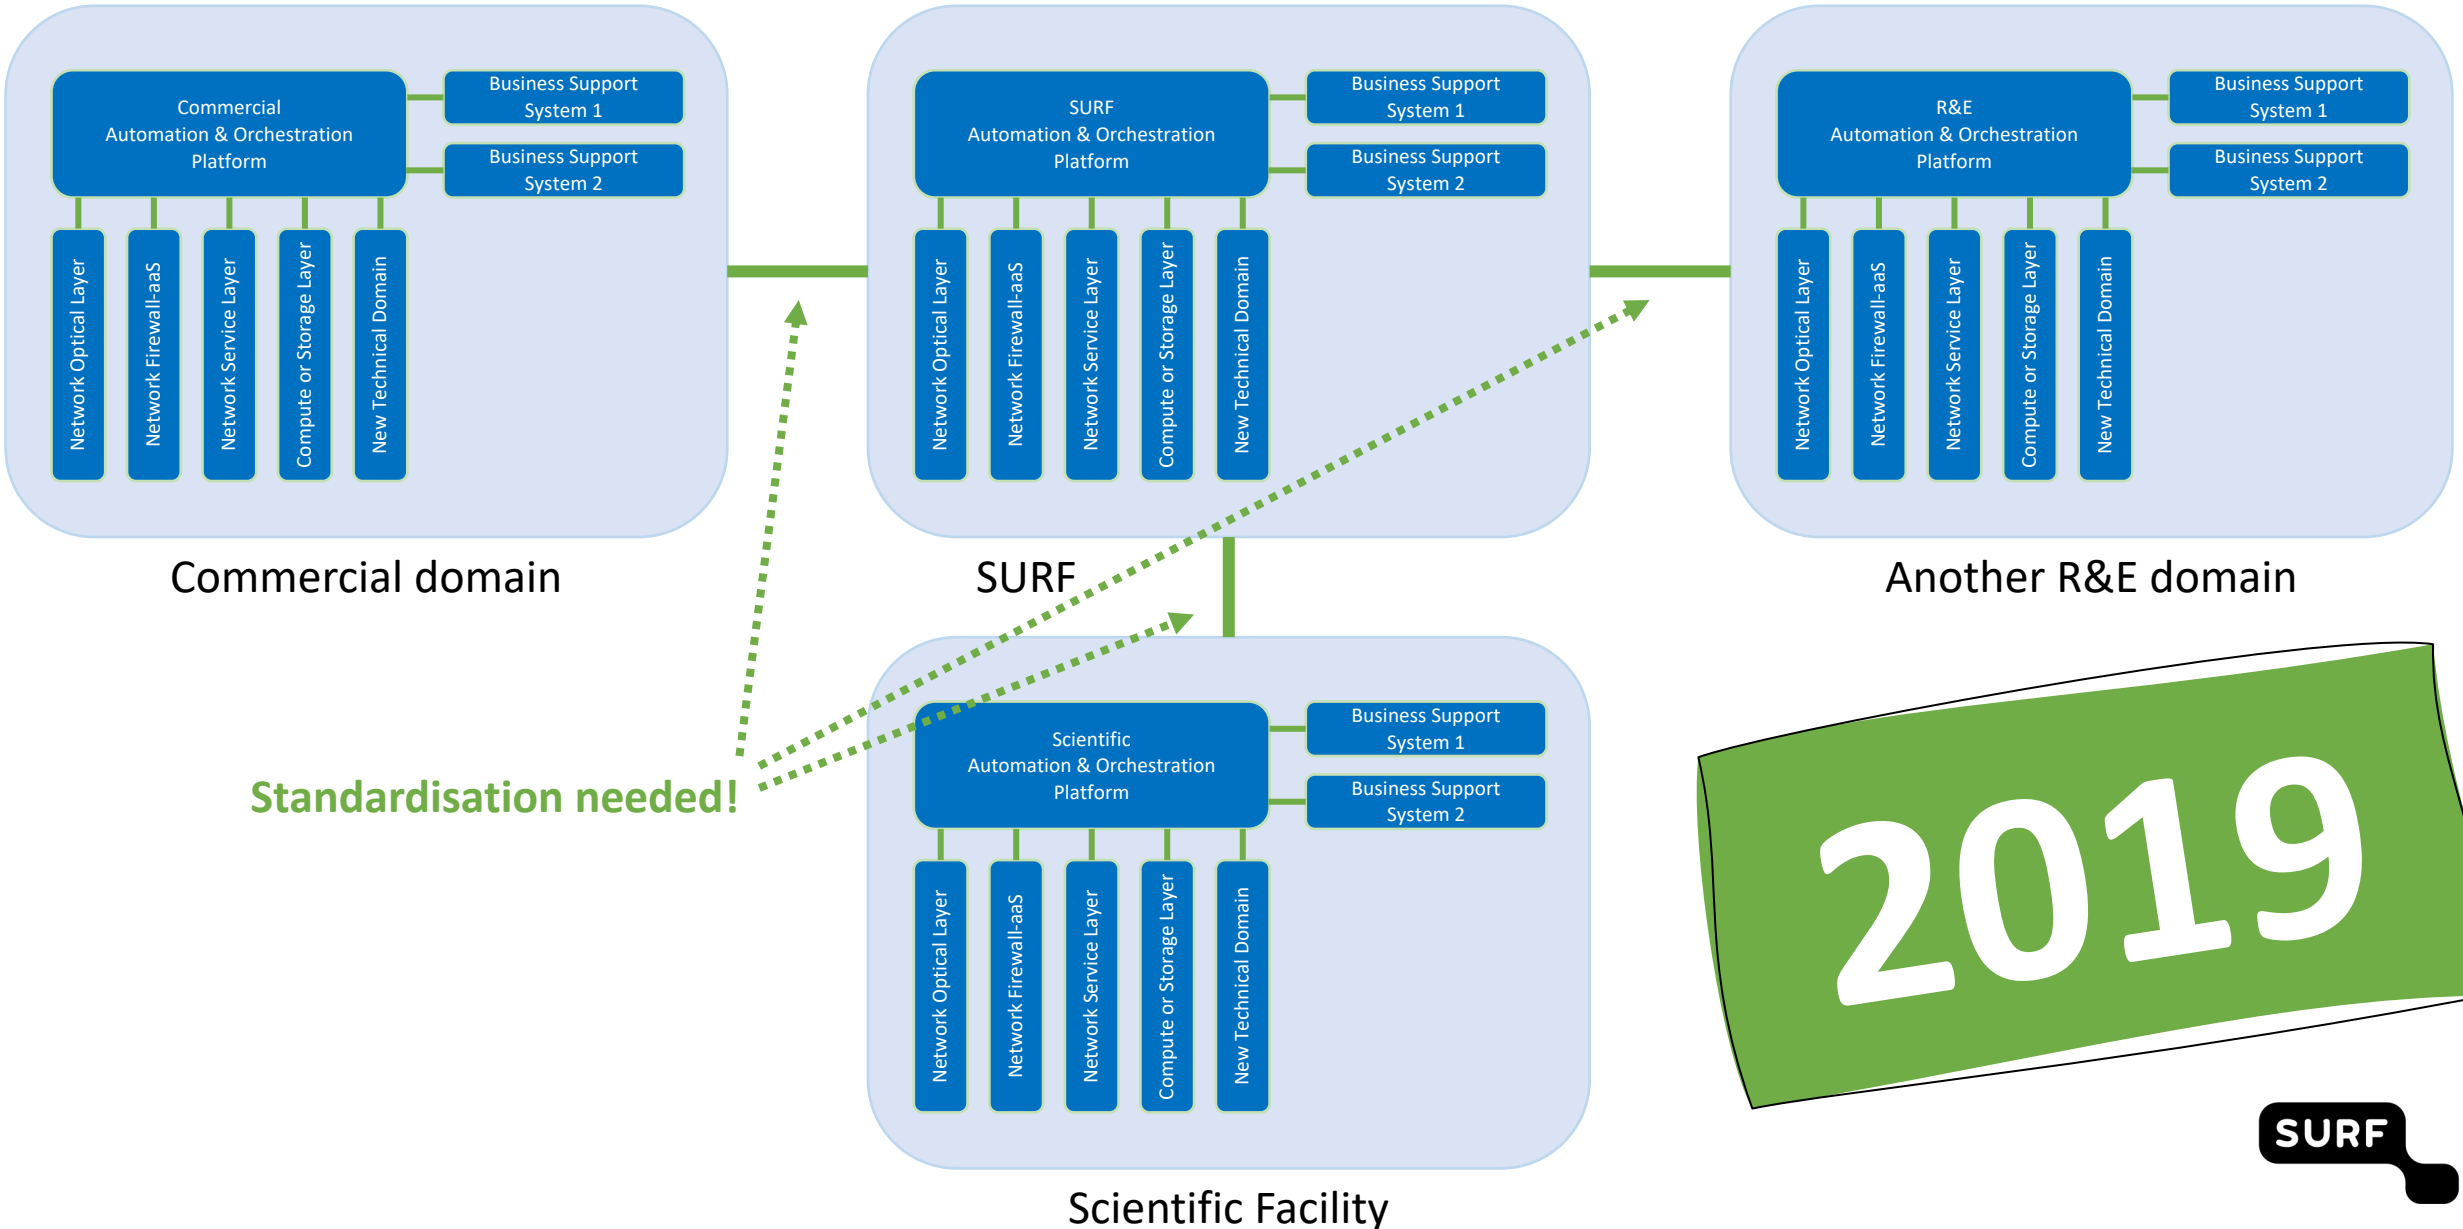 Commercial
Automation & Orchestration
Platform
Business Support
System 1
Business Support
System 2
Network Optical Layer
Network Firewall-aaS
Network Service Layer
Compute or Storage Layer
New Technical Domain
Commercial domain
SURF
Automation & Orchestration
Platform
Business Support
System 1
Business Support
System 2
Network Optical Layer
Network Firewall-aaS
Network Service Layer
Compute or Storage Layer
New Technical Domain
SURF
R&E
Automation & Orchestration
Platform
Business Support
System 1
Business Support
System 2
Network Optical Layer
Network Firewall-aaS
Network Service Layer
Compute or Storage Layer
New Technical Domain
Another R&E domain
Standardisation needed!
Scientific
Automation & Orchestration
Platform
Business Support
System 1
Business Support
System 2
Network Optical Layer
Network Firewall-aaS
Network Service Layer
Compute or Storage Layer
New Technical Domain
Scientific Facility
2019
SURF